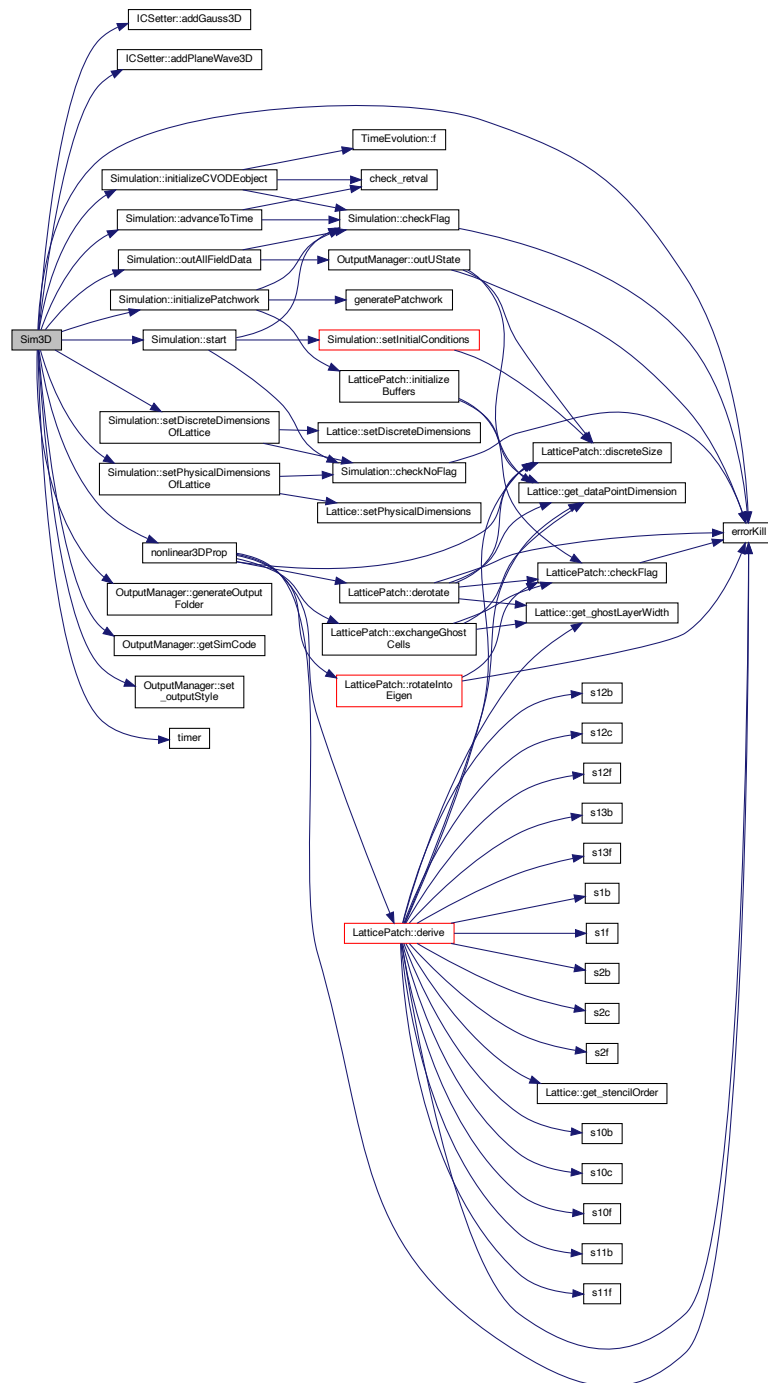 ICSetter::addGauss3D
ICSetter::addPlaneWave3D
TimeEvolution::f
Simulation::initializeCVODEobject
check_retval
Simulation::advanceToTime
Simulation::checkFlag
Simulation::outAllFieldData
OutputManager::outUState
Simulation::initializePatchwork
generatePatchwork
Sim3D
Simulation::start
Simulation::setInitialConditions
LatticePatch::initialize
Buffers
Simulation::setDiscreteDimensions
OfLattice
Lattice::setDiscreteDimensions
LatticePatch::discreteSize
Simulation::setPhysicalDimensions
OfLattice
Simulation::checkNoFlag
Lattice::get_dataPointDimension
Lattice::setPhysicalDimensions
errorKill
nonlinear3DProp
LatticePatch::checkFlag
OutputManager::generateOutput
Folder
LatticePatch::derotate
Lattice::get_ghostLayerWidth
OutputManager::getSimCode
LatticePatch::exchangeGhost
Cells
OutputManager::set
_outputStyle
LatticePatch::rotateInto
Eigen
s12b
timer
s12c
s12f
s13b
s13f
s1b
LatticePatch::derive
s1f
s2b
s2c
s2f
Lattice::get_stencilOrder
s10b
s10c
s10f
s11b
s11f